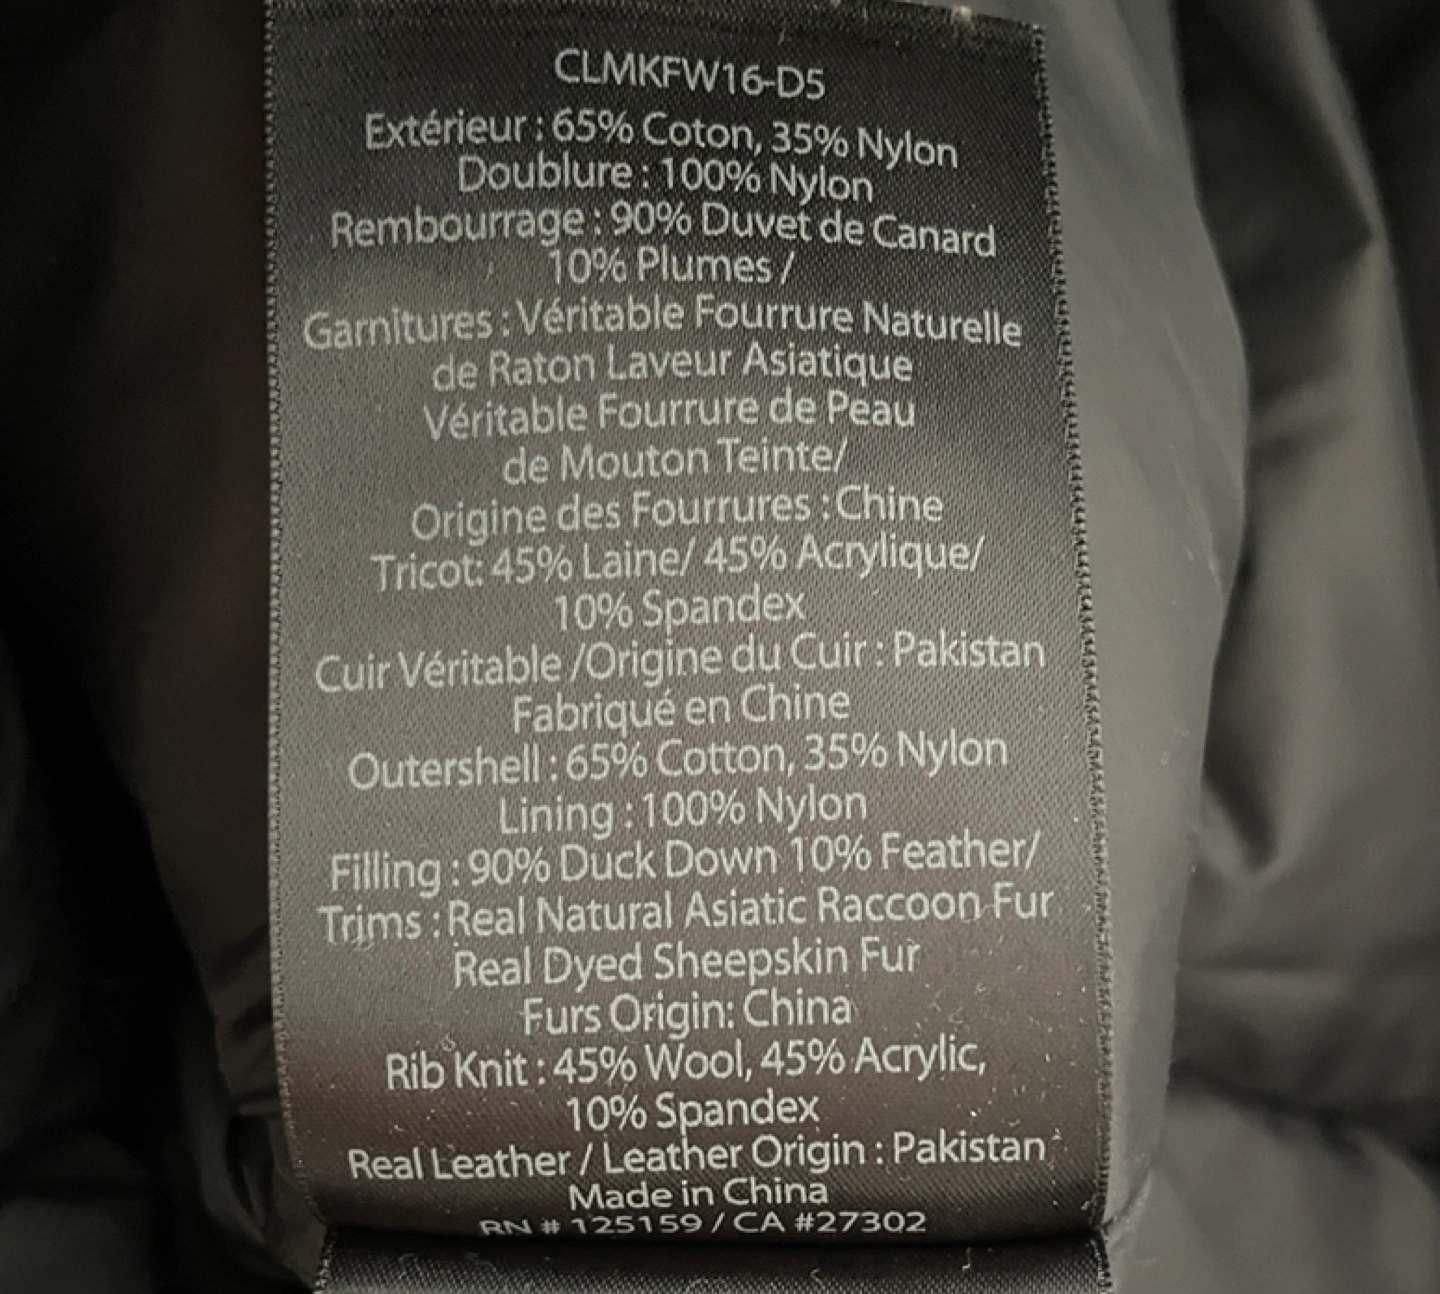 CLMKFW16-D5
Extérieur : 65% Coton, 35% Nylon
Doublure : 100% Nylon
Rembourrage : 90% Duvet de Canard
10% Plumes /
Garnitures : Véritable Fourrure Naturelle
de Raton Laveur Asiatique
Véritable Fourrure de Peau
de Mouton Teinte/
Origine des Fourrures : Chine
Tricot: 45% Laine/ 45% Acrylique/
10% Spandex
Cuir Véritable /Origine du Cuir : Pakistan
Fabriqué en Chine
Outershell : 65% Cotton, 35% Nylon
Lining : 100% Nylon
Filling : 90% Duck Down 10% Feather/
Trims : Real Natural Asiatic Raccoon Fur
Real Dyed Sheepskin Fur
Furs Origin: China
Rib Knit : 45% Wool, 45% Acrylic,
10% Spandex
Real Leather / Leather Origin : Pakistan
Made in China
RN # 125159 / CA #27302